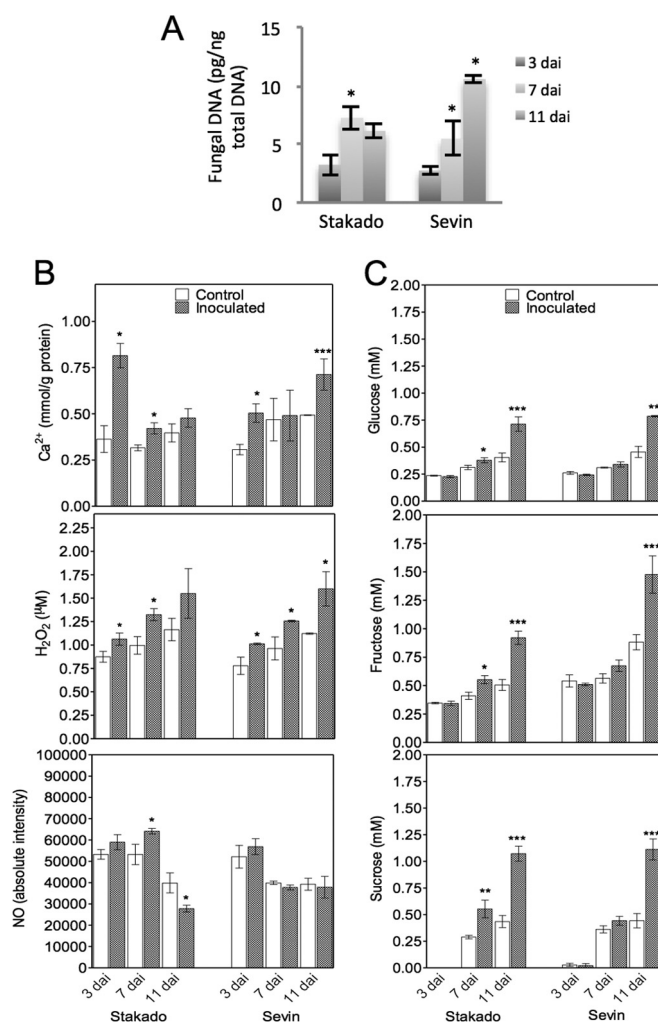 A
Fungal DNA (pg/ng
total DNA)
15
10
5
0
*
*
*
3 dai
7 dai
11 dai
Stakado
Sevin
B
Control
Inoculated
Ca²⁺ (mmol/g protein)
1.00
0.75
0.50
0.25
0.00
*
*
*
***
H₂O₂ (µM)
2.25
2.00
1.75
1.50
1.25
1.00
0.75
0.50
0.25
0.00
*
*
*
*
*
NO (absolute intensity)
100000
90000
80000
70000
60000
50000
40000
30000
20000
10000
0
*
*
3 dai
7 dai
11 dai
3 dai
7 dai
11 dai
Stakado
Sevin
C
Control
Inoculated
Glucose (mM)
2.00
1.75
1.50
1.25
1.00
0.75
0.50
0.25
0.00
*
***
**
Fructose (mM)
2.00
1.75
1.50
1.25
1.00
0.75
0.50
0.25
0.00
*
***
***
Sucrose (mM)
2.00
1.75
1.50
1.25
1.00
0.75
0.50
0.25
0.00
**
***
***
3 dai
7 dai
11 dai
3 dai
7 dai
11 dai
Stakado
Sevin